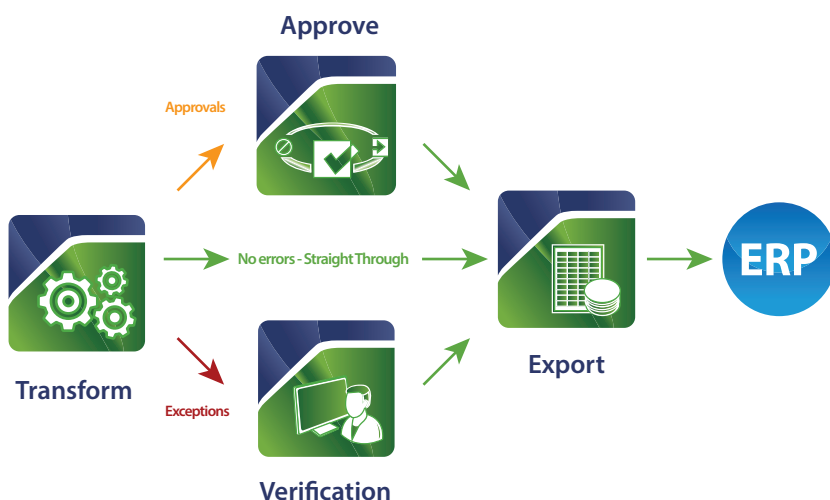 Approve
Approvals
No errors - Straight Through
ERP
Export
Transform
Exceptions
Verification